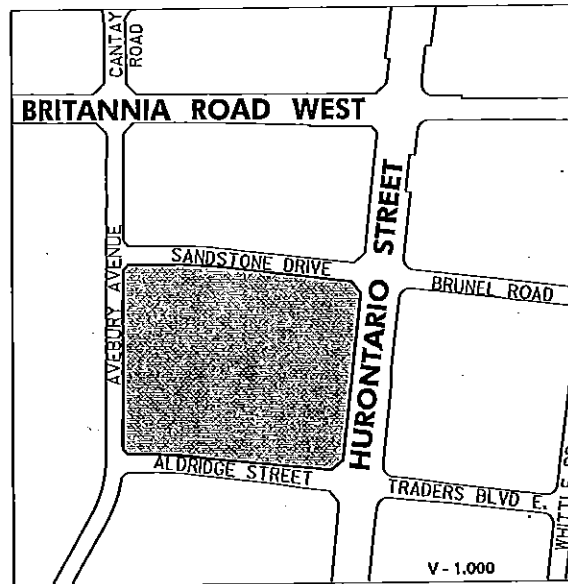 CANTAY
ROAD
BRITANNIA ROAD WEST
HURONTARIO STREET
AVEBURY AVENUE
SANDSTONE DRIVE
BRUNEL ROAD
ALDRIDGE STREET
TRADERS BLVD E.
WHITTLE
V - 1.000